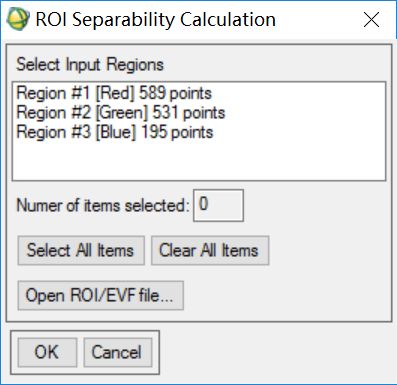 ROI Separability Calculation
Select Input Regions
Region #1 [Red] 589 points
Region #2 [Green] 531 points
Region #3 [Blue] 195 points
Numer of items selected: 0
Select All Items Clear All Items
Open ROI/EVF file...
OK Cancel